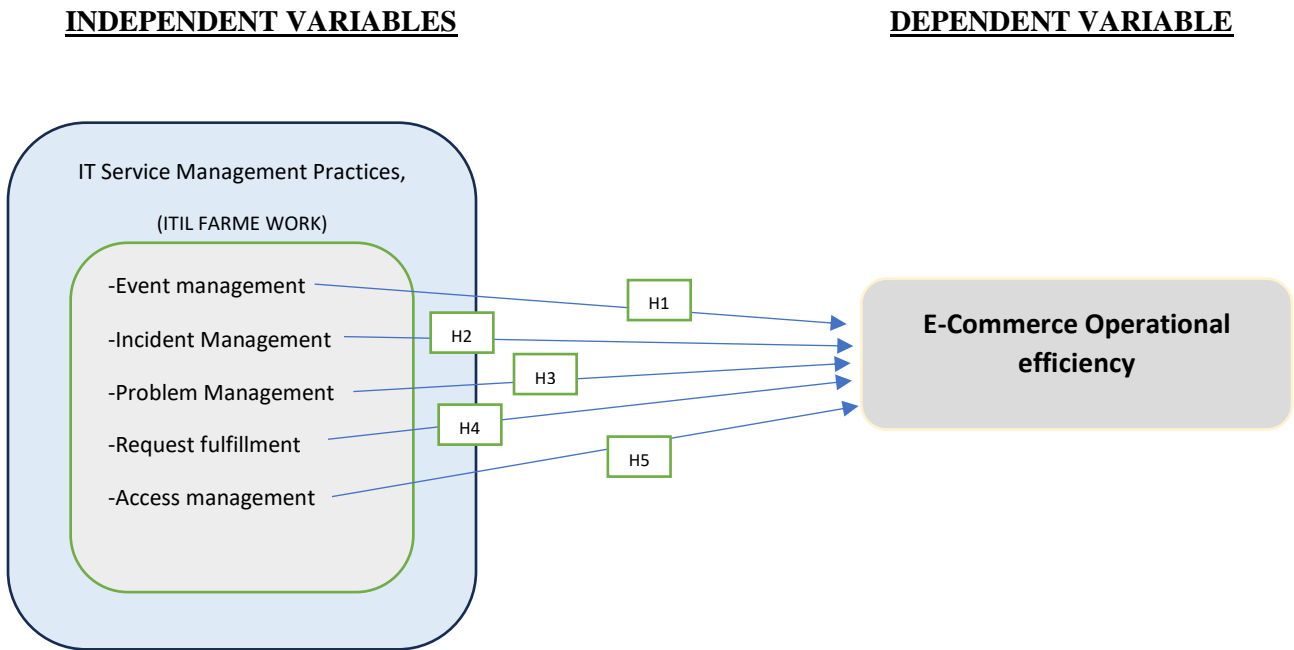 INDEPENDENT VARIABLES
DEPENDENT VARIABLE
IT Service Management Practices,
(ITIL FARME WORK)
-Event management
-Incident Management
-Problem Management
-Request fulfillment
-Access management
H1
H2
H3
H4
H5
E-Commerce Operational
efficiency